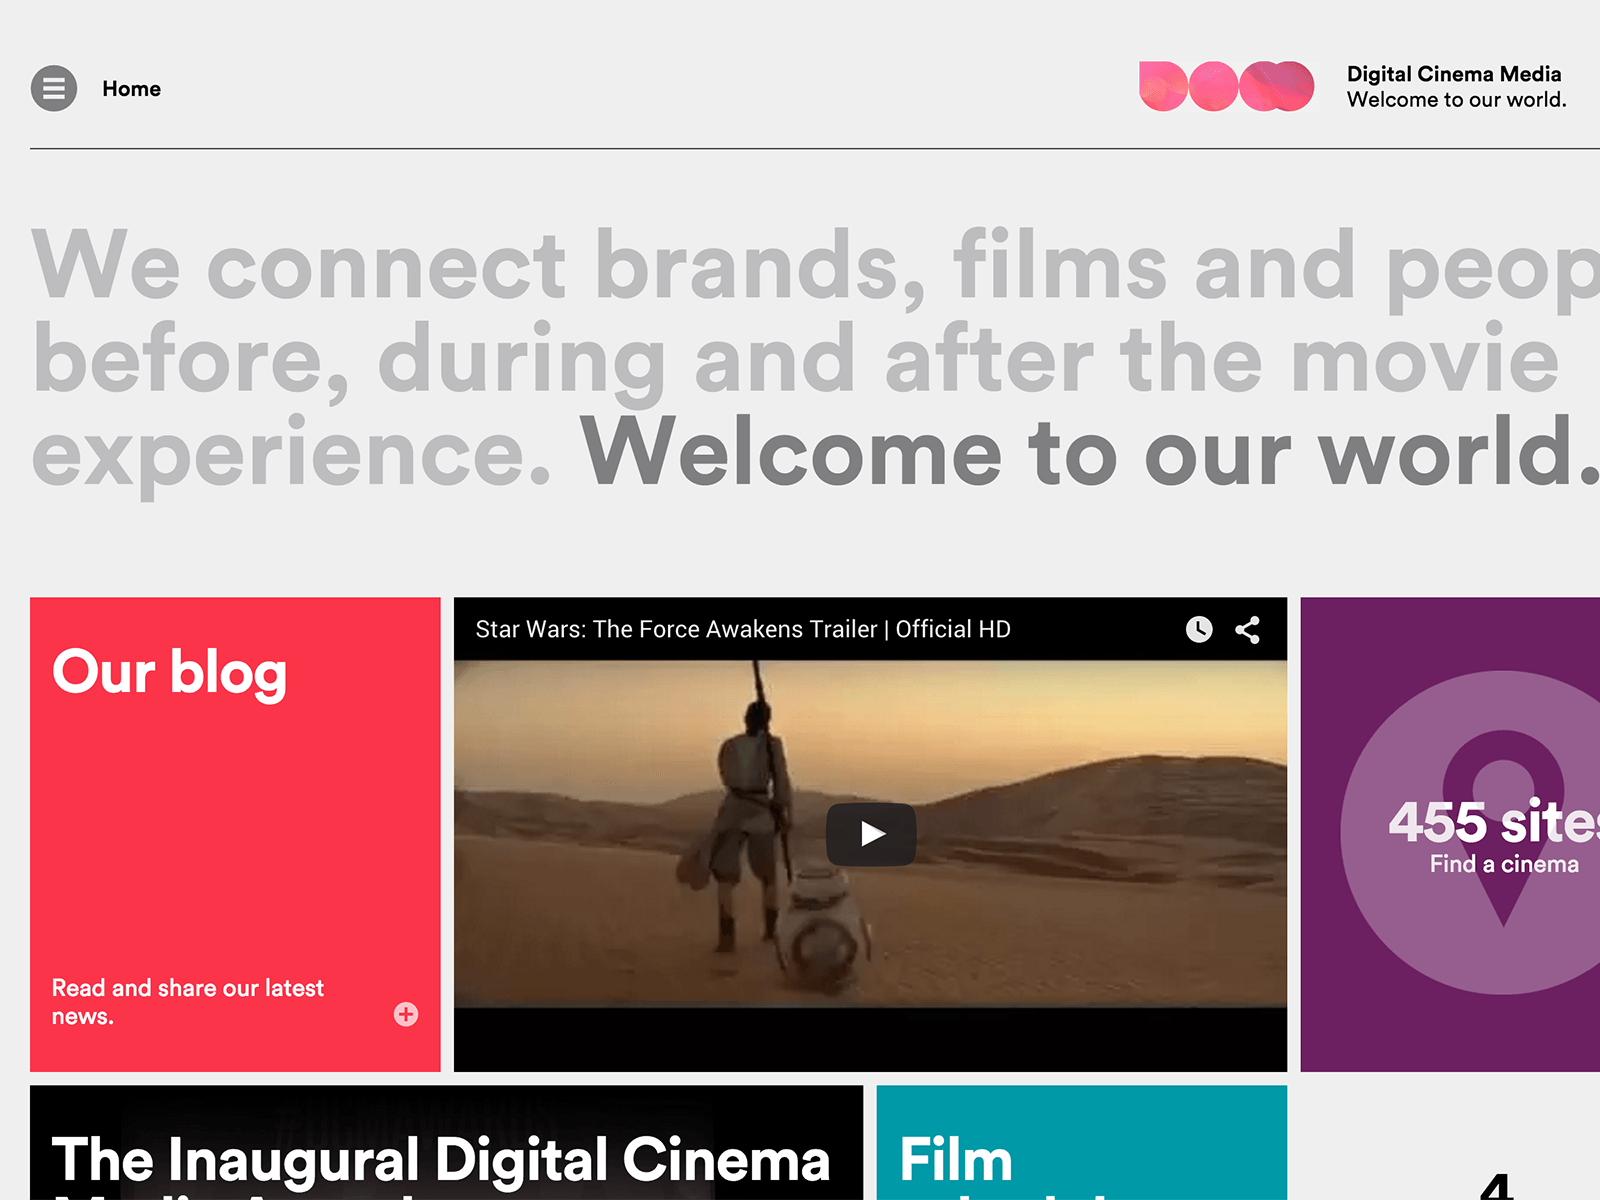 Home
Digital Cinema Media
Welcome to our world.
We connect brands, films and peop
before, during and after the movie
experience. Welcome to our world.
Our blog
Read and share our latest
news.
Star Wars: The Force Awakens Trailer | Official HD
455 sites
Find a cinema
The Inaugural Digital Cinema
Film
4